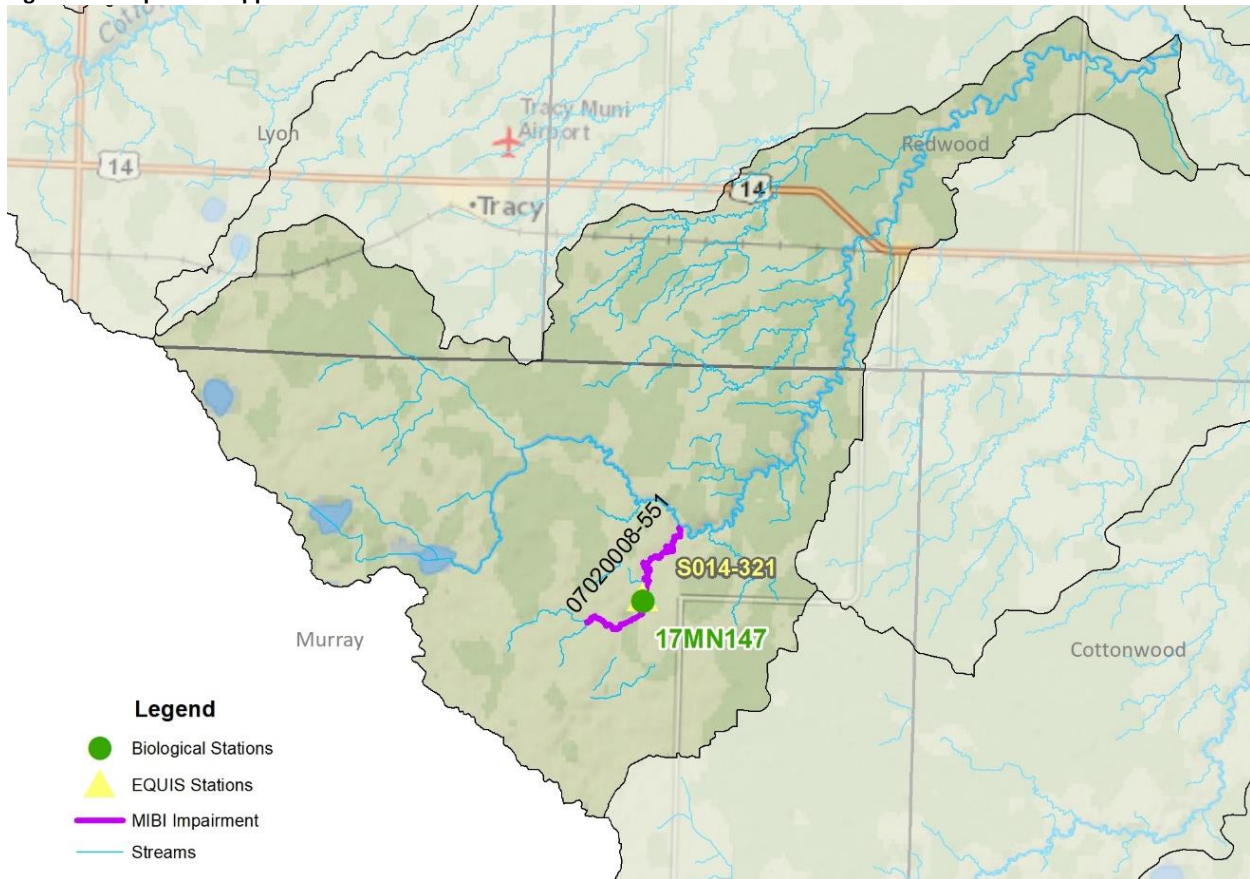 Cotto
Tracy Muni
Airport
Lyon
Redwood
14
14
•Tracy
07020008-551
S014-321
17MN147
Murray
Cottonwood
Legend
Biological Stations
EQUIS Stations
MIBI Impairment
Streams